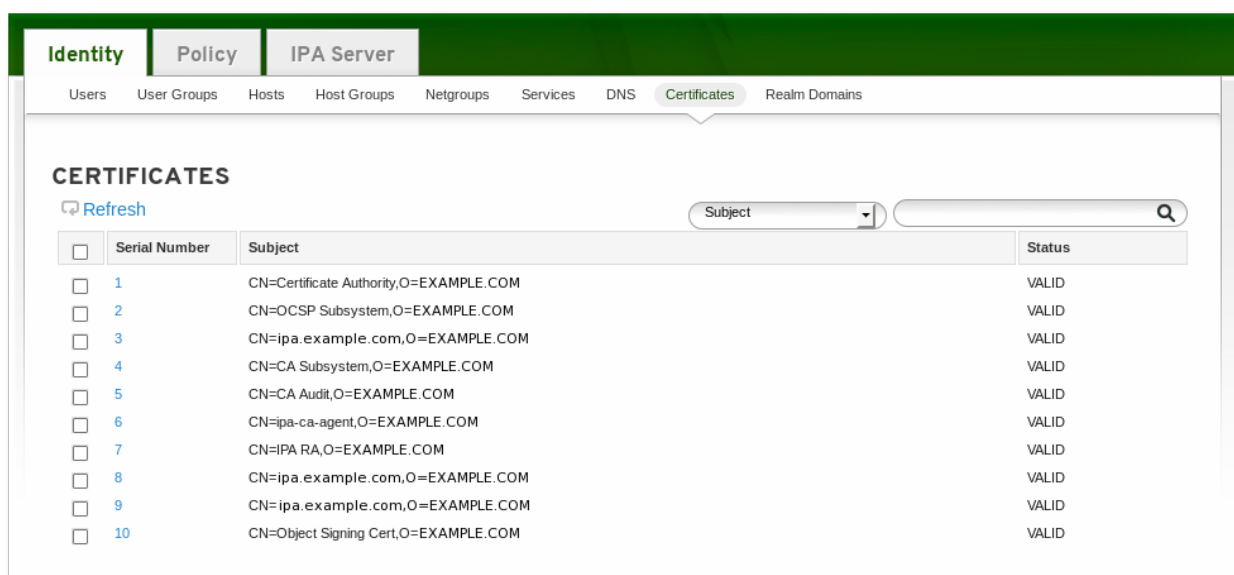 Identity Policy IPA Server
Users User Groups Hosts Host Groups Netgroups Services DNS Certificates Realm Domains
CERTIFICATES
Refresh Subject
Serial Number Subject Status
1 CN=Certificate Authority,O=EXAMPLE.COM VALID
2 CN=OCSP Subsystem,O=EXAMPLE.COM VALID
3 CN=ipa.example.com,O=EXAMPLE.COM VALID
4 CN=CA Subsystem,O=EXAMPLE.COM VALID
5 CN=CA Audit,O=EXAMPLE.COM VALID
6 CN=ipa-ca-agent,O=EXAMPLE.COM VALID
7 CN=IPA RA,O=EXAMPLE.COM VALID
8 CN=ipa.example.com,O=EXAMPLE.COM VALID
9 CN=ipa.example.com,O=EXAMPLE.COM VALID
10 CN=Object Signing Cert,O=EXAMPLE.COM VALID